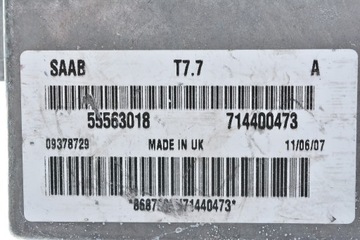 SAAB T7.7 A
55563018 714400473
09378729 MADE IN UK 11/06/07